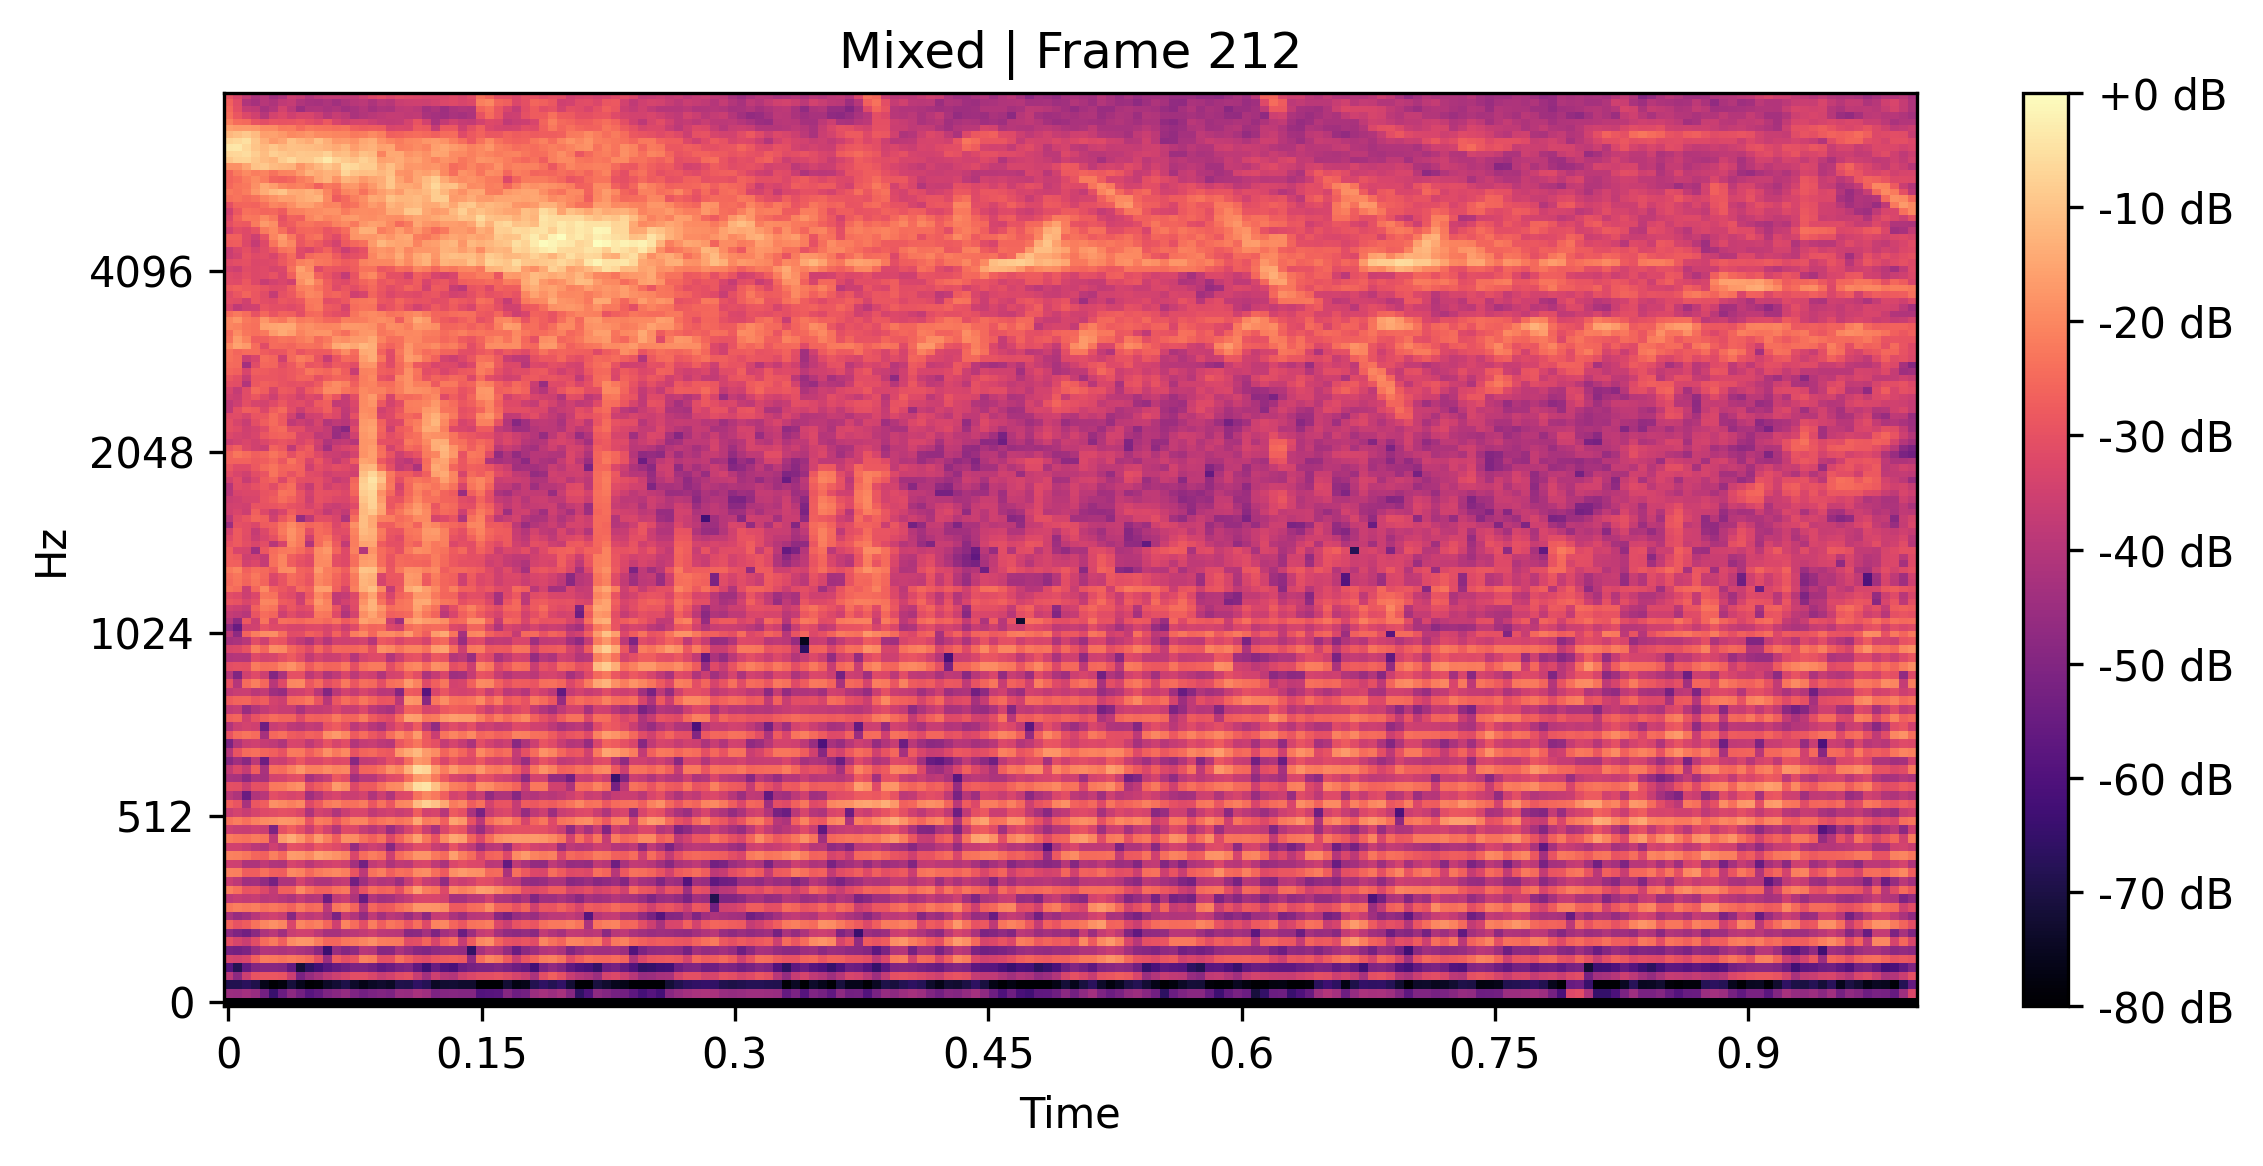 Mixed | Frame 212
+0 dB
-10 dB
-20 dB
-30 dB
-40 dB
-50 dB
-60 dB
-70 dB
-80 dB
Hz
4096
2048
1024
512
0
0 0.15 0.3 0.45 0.6 0.75 0.9
Time